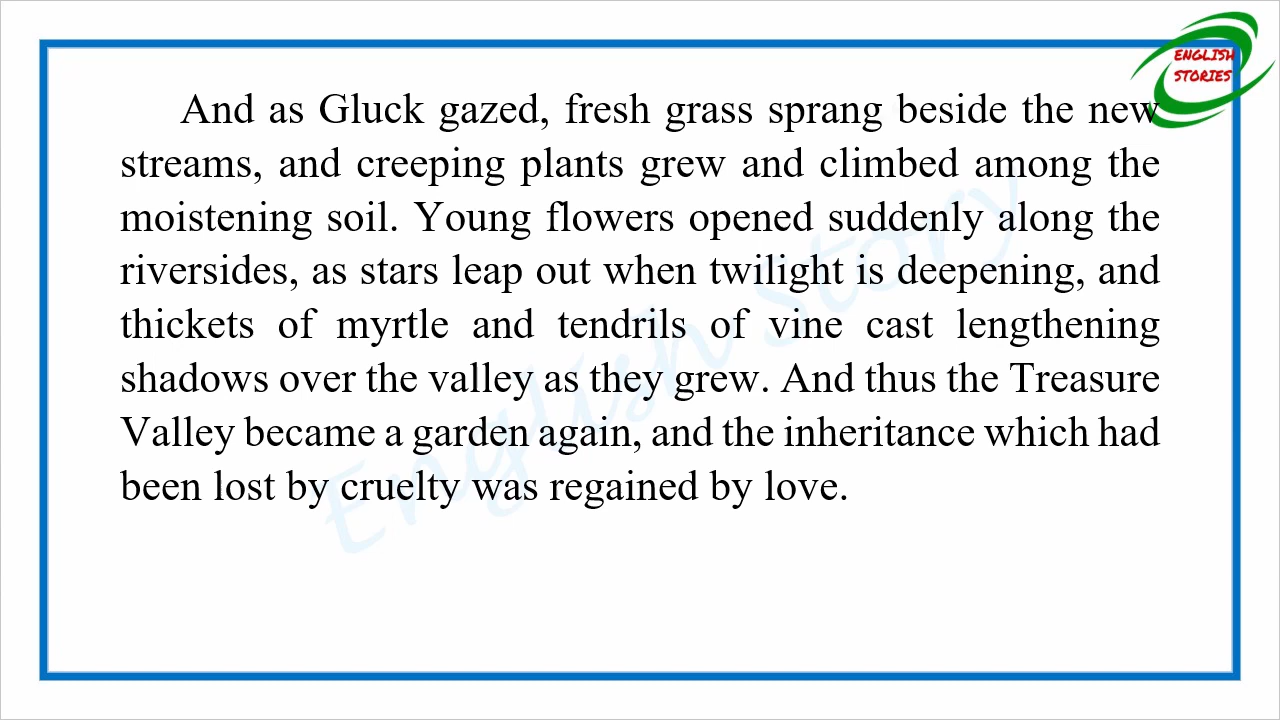 ENGLISH
STORIES
And as Gluck gazed, fresh grass sprang beside the new
streams, and creeping plants grew and climbed among the
moistening soil. Young flowers opened suddenly along the
riversides, as stars leap out when twilight is deepening, and
thickets of myrtle and tendrils of vine cast lengthening
shadows over the valley as they grew. And thus the Treasure
Valley became a garden again, and the inheritance which had
been lost by cruelty was regained by love.
English Story